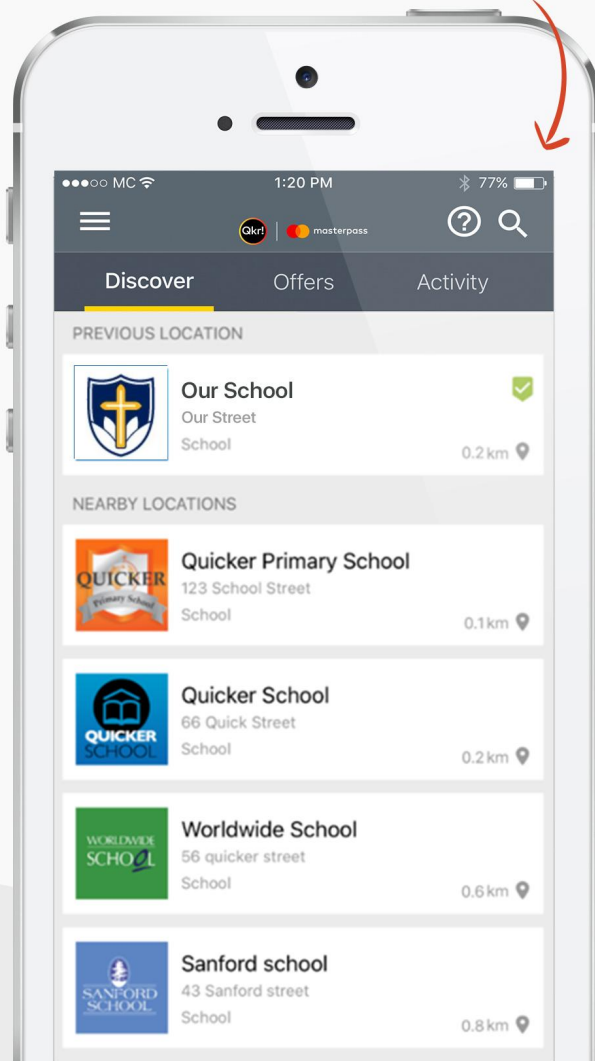 MC 1:20 PM 77%
Qkr! masterpass
Discover Offers Activity
PREVIOUS LOCATION
Our School
Our Street
School
0.2 km
NEARBY LOCATIONS
QUICKER
Primary School
Quicker Primary School
123 School Street
School
0.1 km
QUICKER
SCHOOL
Quicker School
66 Quick Street
School
0.2 km
WORLDWIDE
SCHOOL
Worldwide School
56 quicker street
School
0.6 km
SANFORD
SCHOOL
Sanford school
43 Sanford street
School
0.8 km